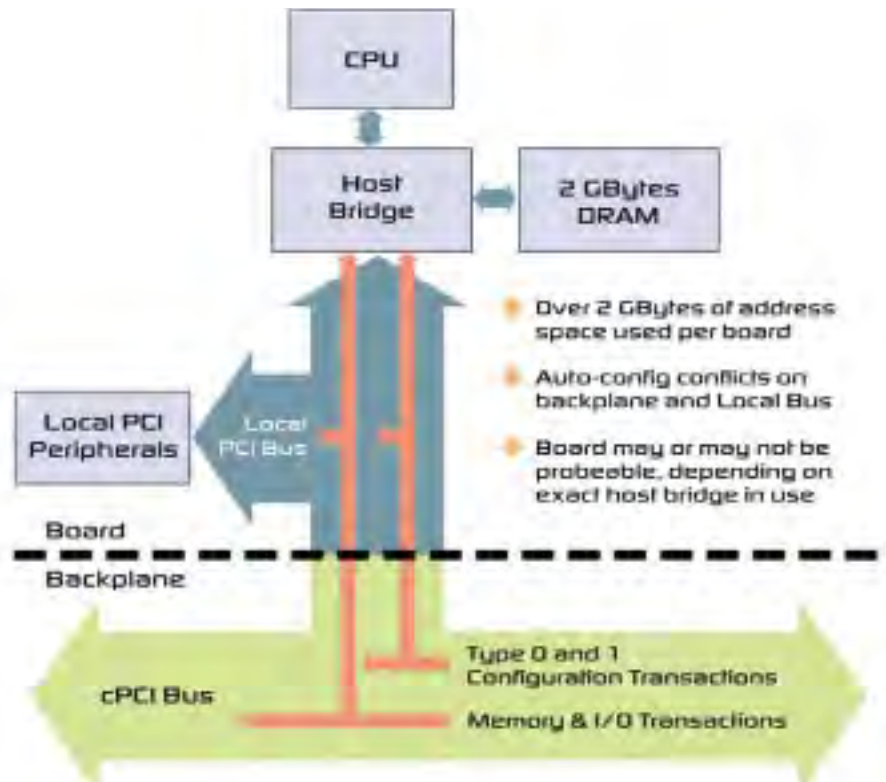 CPU
Host
Bridge
2 GBytes
DRAM
Over 2 GBytes of address
space used per board
Auto-config conflicts on
backplane and Local Bus
Board may or may not be
probeable, depending on
exact host bridge in use
Local PCI
Peripherals
Local
PCI Bus
Board
Backplane
cPCI Bus
Type 0 and 1
Configuration Transactions
Memory & I/O Transactions